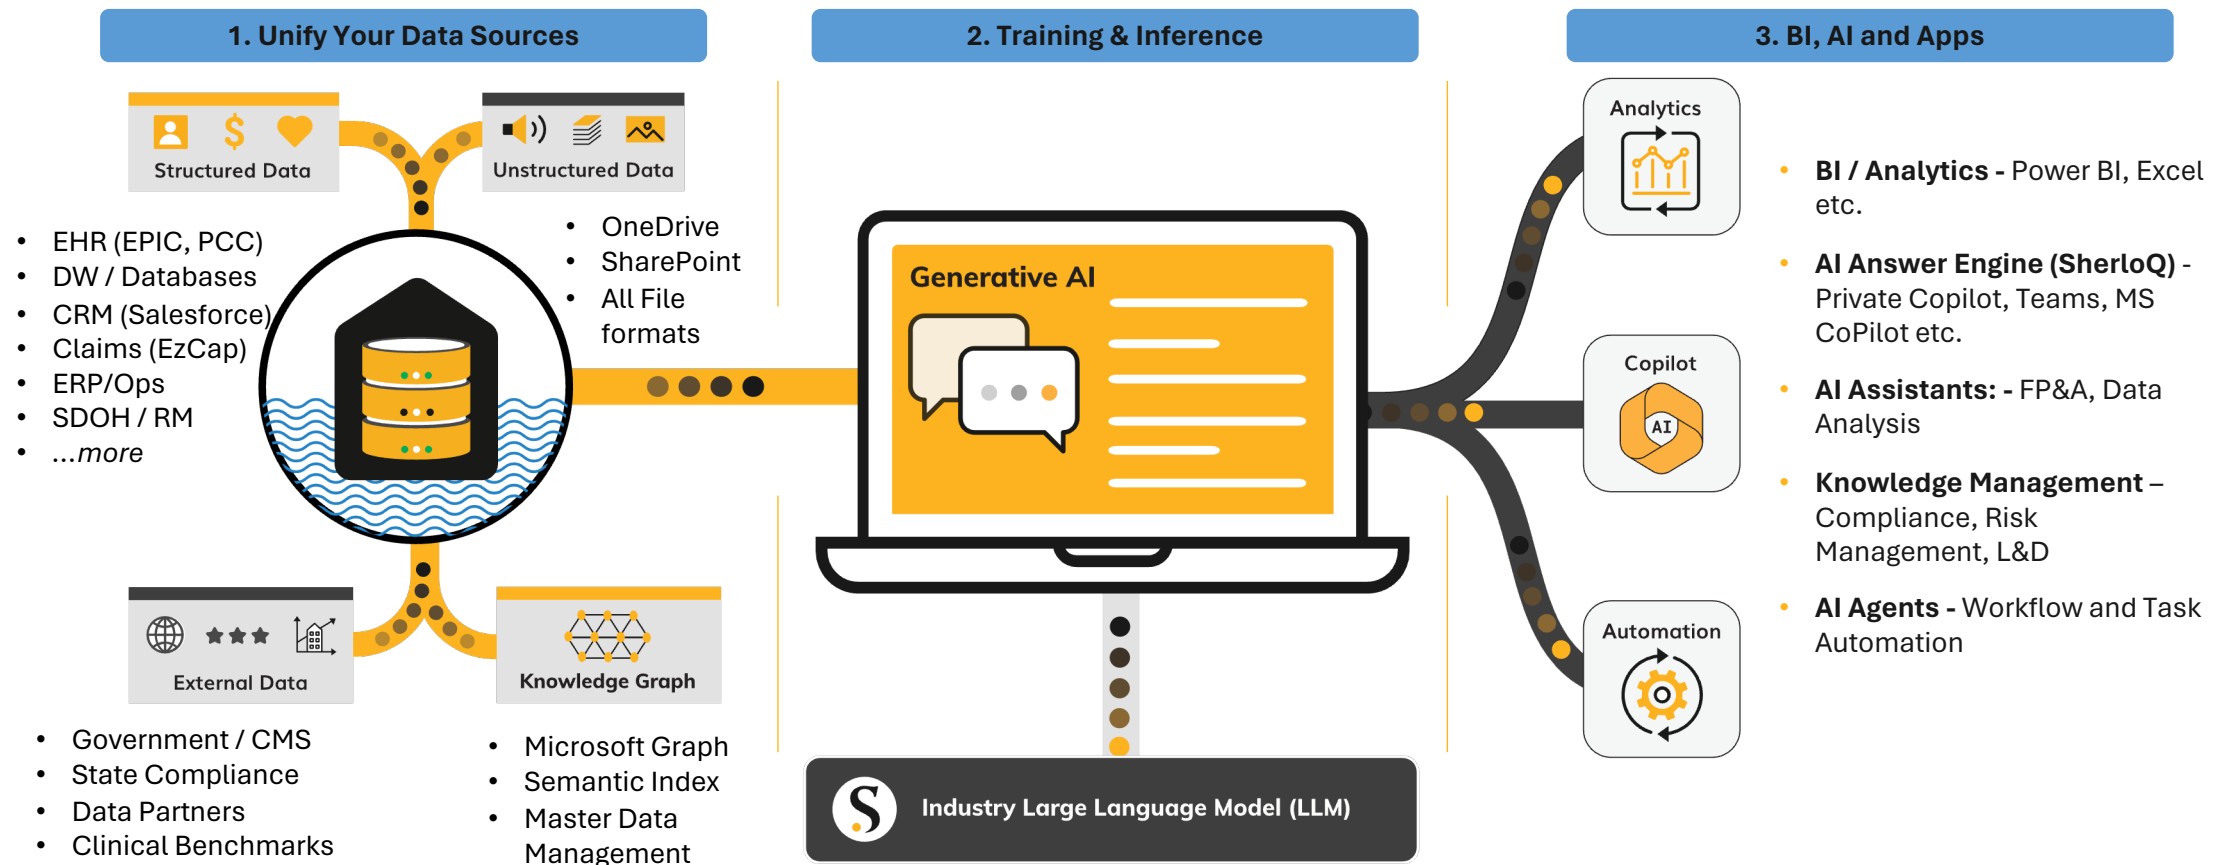 1. Unify Your Data Sources
2. Training & Inference
3. BI, AI and Apps
Structured Data
Unstructured Data
• EHR (EPIC, PCC)
• DW / Databases
• CRM (Salesforce)
• Claims (EzCap)
• ERP/Ops
• SDOH / RM
• ...more
• OneDrive
• SharePoint
• All File
formats
External Data
Knowledge Graph
• Government / CMS
• State Compliance
• Data Partners
• Clinical Benchmarks
• Microsoft Graph
• Semantic Index
• Master Data
Management
Generative AI
S
Industry Large Language Model (LLM)
Analytics
Copilot
AI
Automation
• BI / Analytics - Power BI, Excel
etc.
• AI Answer Engine (SherloQ) -
Private Copilot, Teams, MS
CoPilot etc.
• AI Assistants: - FP&A, Data
Analysis
• Knowledge Management –
Compliance, Risk
Management, L&D
• AI Agents - Workflow and Task
Automation